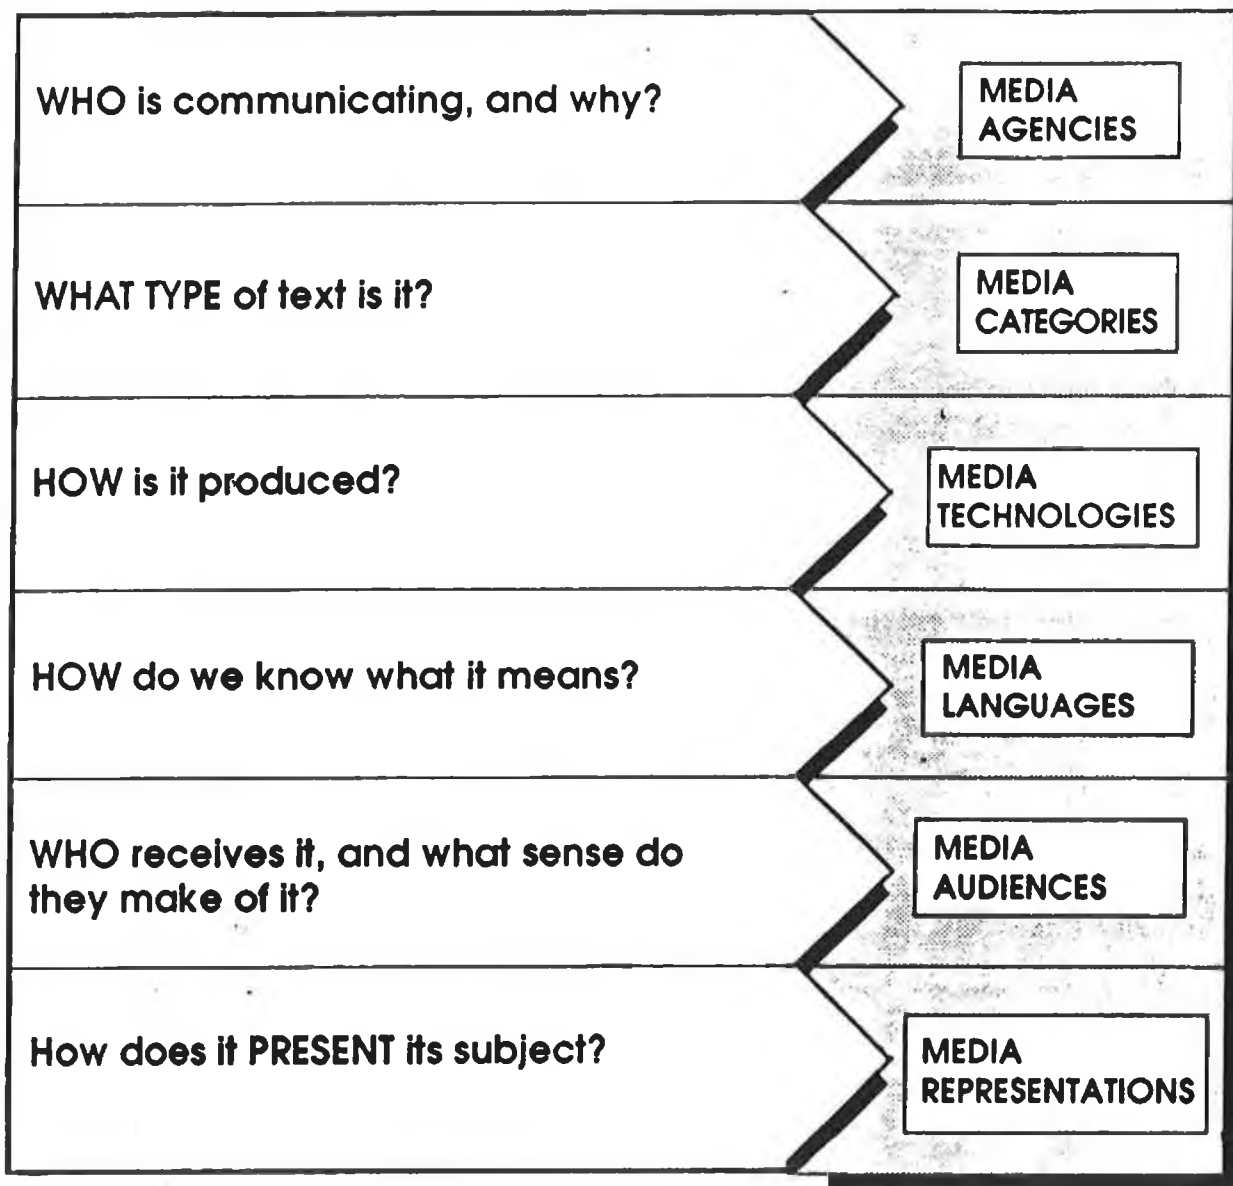 WHO is communicating, and why?
MEDIA
AGENCIES
WHAT TYPE of text is it?
MEDIA
CATEGORIES
HOW is it produced?
MEDIA
TECHNOLOGIES
HOW do we know what it means?
MEDIA
LANGUAGES
WHO receives it, and what sense do
they make of it?
MEDIA
AUDIENCES
How does it PRESENT its subject?
MEDIA
REPRESENTATIONS